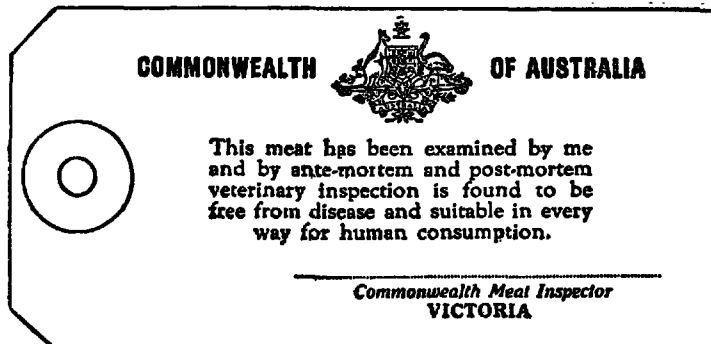 COMMONWEALTH OF AUSTRALIA
This meat has been examined by me
and by ante-mortem and post-mortem
veterinary inspection is found to be
free from disease and suitable in every
way for human consumption.
Commonwealth Meat Inspector
VICTORIA